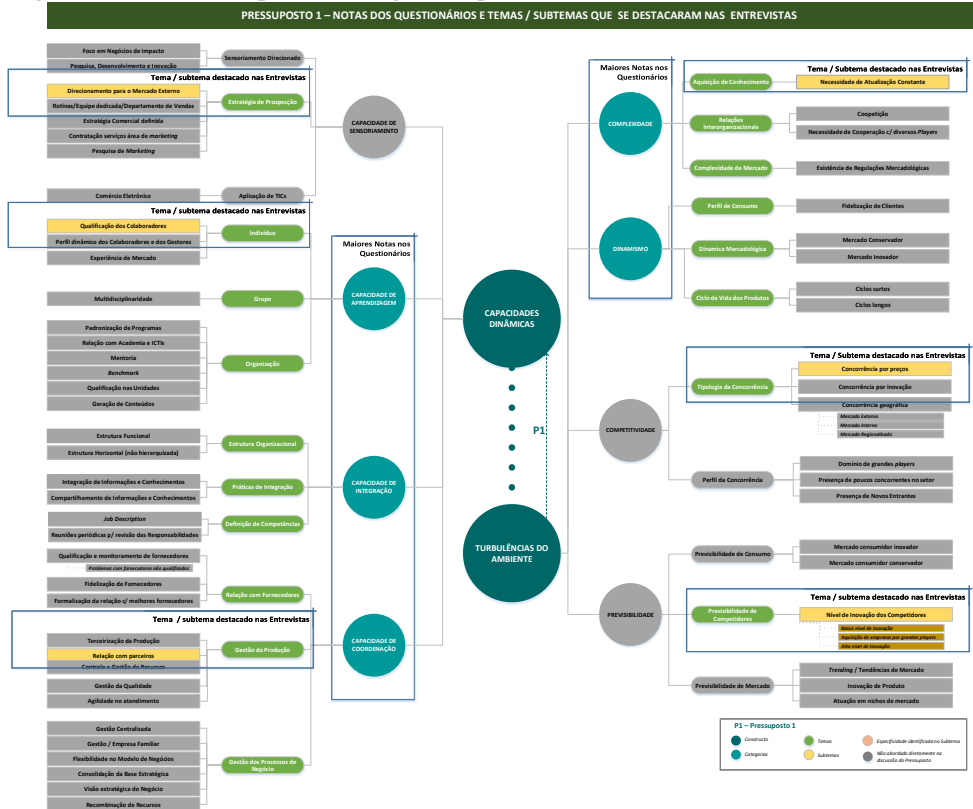 PRESSUPOSTO 1 – NOTAS DOS QUESTIONÁRIOS E TEMAS / SUBTEMAS QUE SE DESTACARAM NAS ENTREVISTAS
Foco em Negócios de Impacto
Pesquisa, Desenvolvimento e Inovação
Sensoriamento Direcionado
Tema / subtema destacado nas Entrevistas
Direcionamento para o Mercado Externo
Rotinas/Equipe dedicada/Departamento de Vendas
Estratégia Comercial definida
Contratação serviços área de marketing
Pesquisa de Marketing
Estratégia de Prospecção
CAPACIDADE DE
SENSORIAMENTO
Comércio Eletrônico
Aplicação de TICs
Tema / subtema destacado nas Entrevistas
Qualificação dos Colaboradores
Perfil dinâmico dos Colaboradores e dos Gestores
Experiência de Mercado
Indivíduo
Maiores Notas nos
Questionários
Multidisciplinaridade
Grupo
CAPACIDADE DE
APRENDIZAGEM
Padronização de Programas
Relação com Academia e ICTIs
Mentoria
Benchmark
Qualificação nas Unidades
Geração de Conteúdos
Organização
Estrutura Funcional
Estrutura Horizontal (não hierarquizada)
Estrutura Organizacional
Integração de Informações e Conhecimentos
Compartilhamento de Informações e Conhecimentos
Práticas de Integração
CAPACIDADE DE
INTEGRAÇÃO
Job Description
Reuniões periódicas p/ revisão das Responsabilidades
Definição de Competências
Qualificação e monitoramento de fornecedores
Problemas com fornecedores não qualificados
Fidelização de Fornecedores
Formalização da relação c/ melhores fornecedores
Relação com Fornecedores
Tema / subtema destacado nas Entrevistas
Terceirização da Produção
Relação com parceiros
Controle e Gestão de Recursos
Gestão da Qualidade
Agilidade no atendimento
Gestão da Produção
CAPACIDADE DE
COORDENAÇÃO
Gestão Centralizada
Gestão / Empresa Familiar
Flexibilidade no Modelo de Negócios
Consolidação da Base Estratégica
Visão estratégica do Negócio
Recombinação de Recursos
Gestão dos Processos de
Negócio
CAPACIDADES
DINÂMICAS
P1
TURBULÊNCIAS DO
AMBIENTE
Maiores Notas nos
Questionários
COMPLEXIDADE
Tema / Subtema destacado nas Entrevistas
Aquisição de Conhecimento
Necessidade de Atualização Constante
Relações
Interorganizacionais
Coopetição
Necessidade de Cooperação c/ diversos Players
Complexidade de Mercado
Existência de Regulações Mercadológicas
DINAMISMO
Perfil de Consumo
Fidelização de Clientes
Dinamica Mercadológica
Mercado Conservador
Mercado Inovador
Ciclo de Vida dos Produtos
Ciclos curtos
Ciclos longos
COMPETITIVIDADE
Tema / Subtema destacado nas Entrevistas
Tipologia da Concorrência
Concorrência por preços
Concorrência por inovação
Concorrência geográfica
Mercado Externo
Mercado Interno
Mercado Regionalizado
Perfil da Concorrência
Domínio de grandes players
Presença de poucos concorrentes no setor
Presença de Novos Entrantes
PREVISIBILIDADE
Previsibilidade de Consumo
Mercado consumidor inovador
Mercado consumidor conservador
Tema / subtema destacado nas Entrevistas
Previsibilidade de
Competidores
Nível de Inovação dos Competidores
Baixo nível de inovação
Aquisição de empresas por grandes players
Alto nível de inovação
Previsibilidade de Mercado
Trending / Tendências de Mercado
Inovação de Produto
Atuação em nichos de mercado
P1 – Pressuposto 1
Constructo
Temas
Especificidade identificada no Subtema
Categorias
Subtemas
Não abordado diretamente na
discussão do Pressuposto